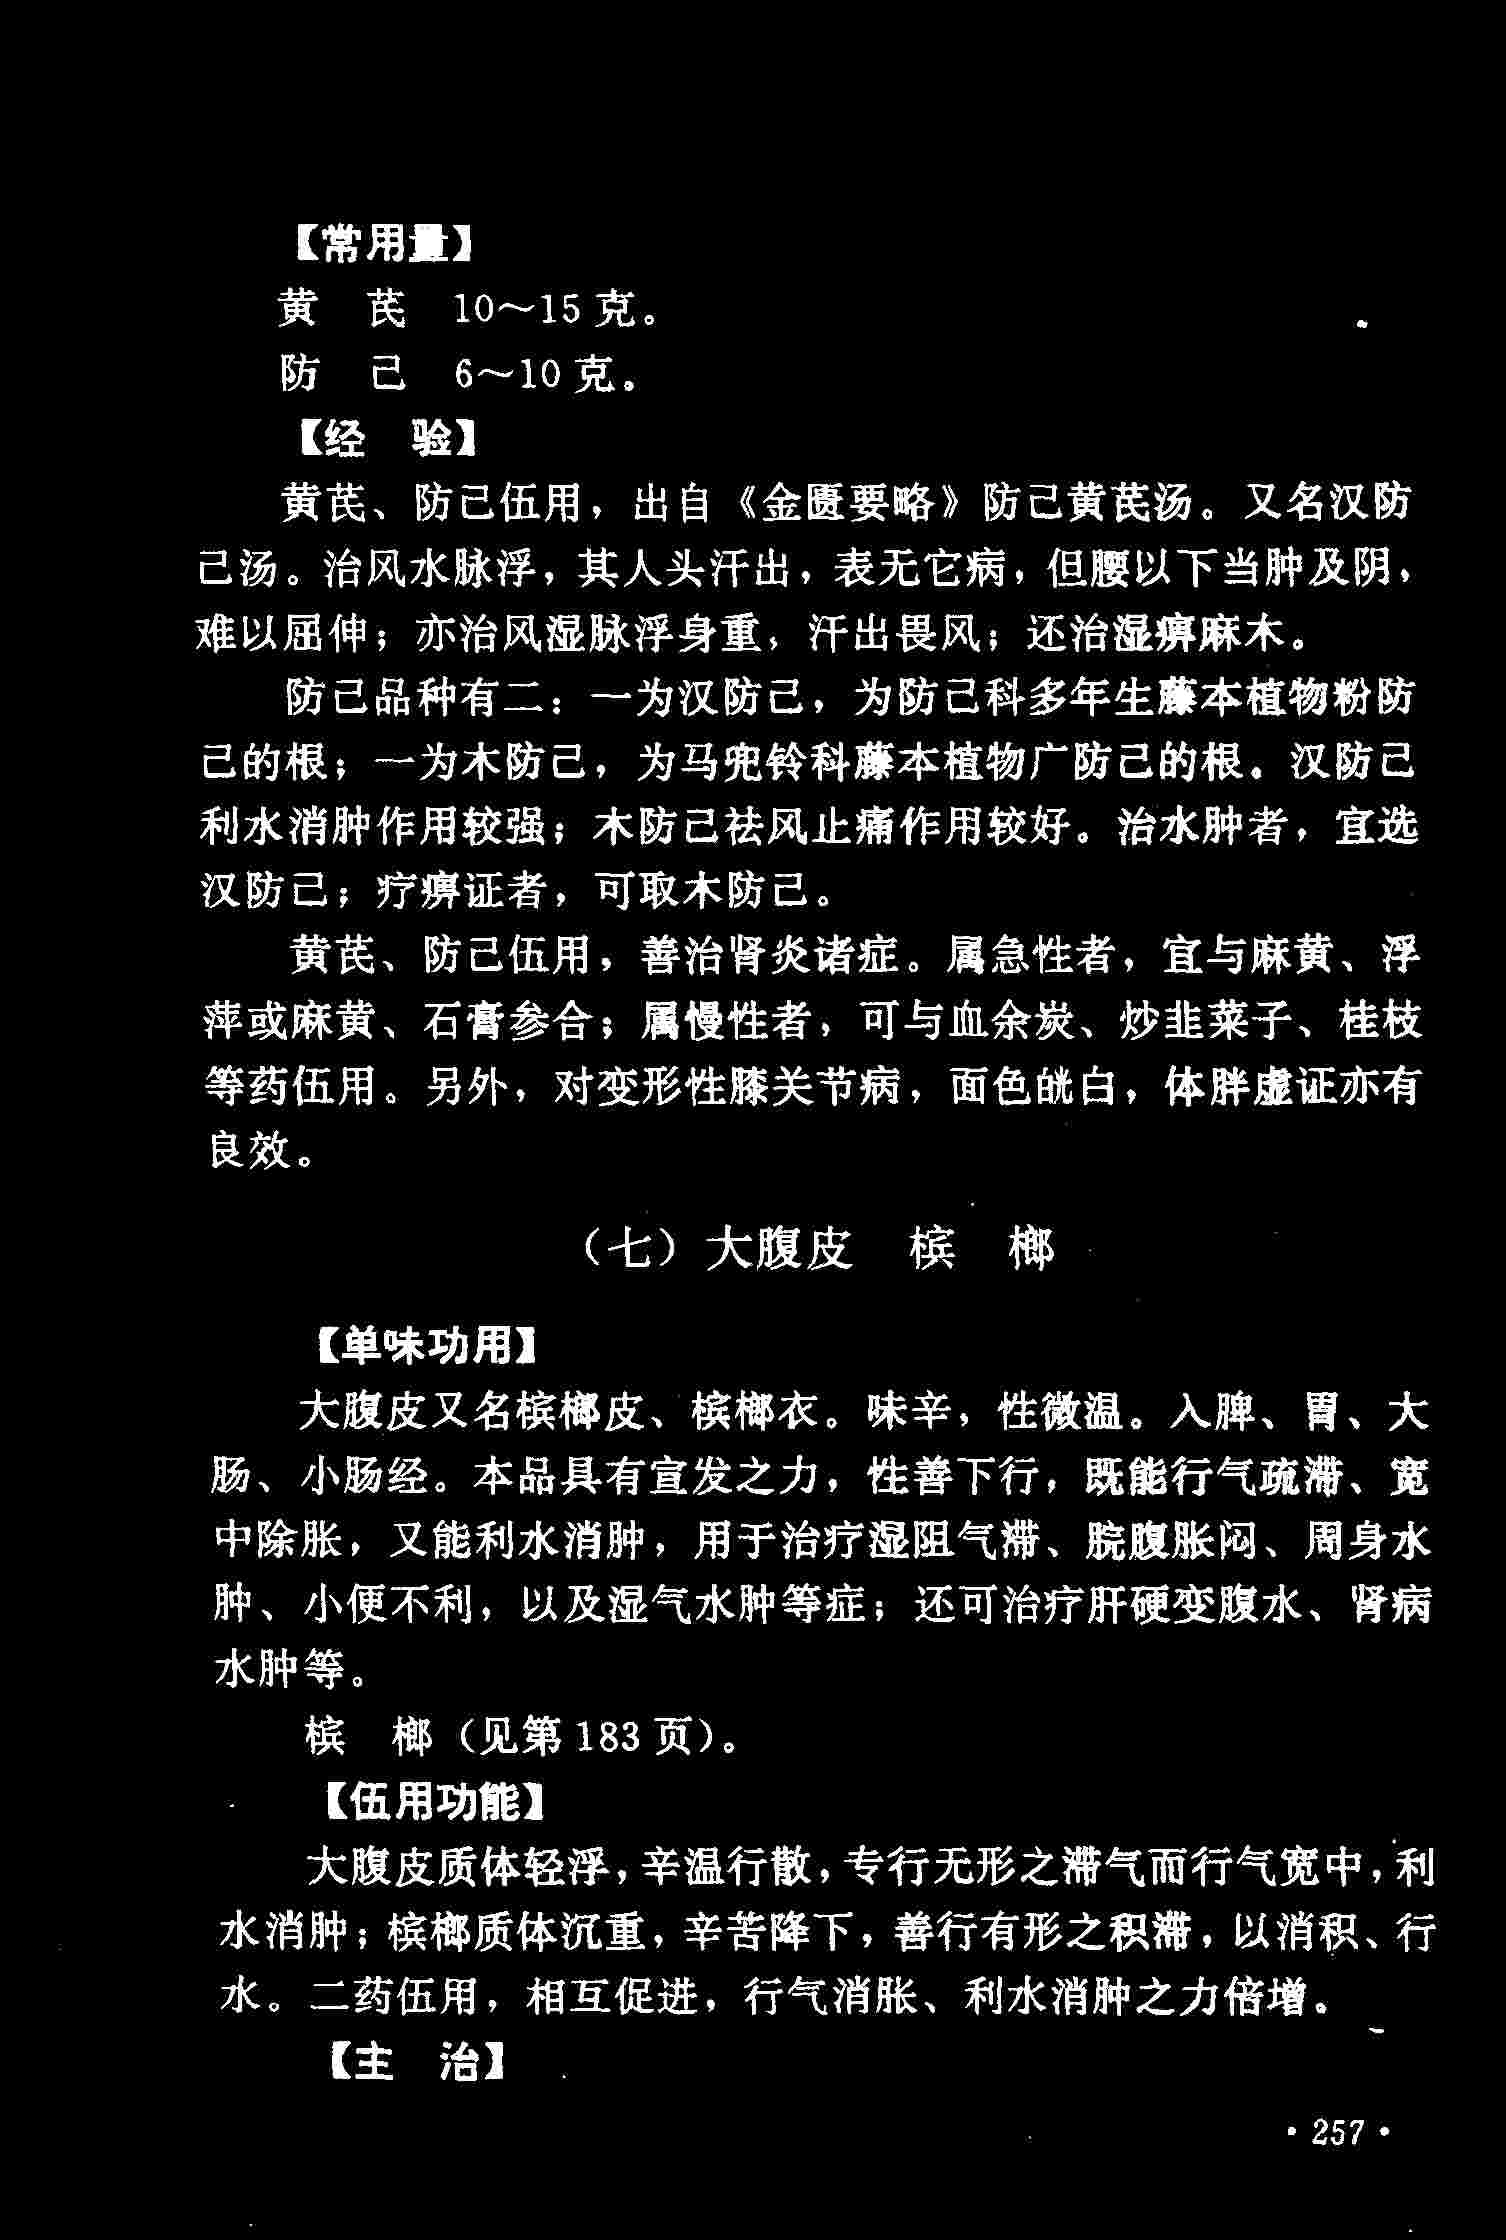 【常用量】
黄　芪　10～15克。
防　己　6～10克。
【经　验】
黄芪、防己伍用，出自《金匮要略》防己黄芪汤。又名汉防
己汤。治风水脉浮，其人头汗出，表无它病，但腰以下当肿及阴，
难以屈伸；亦治风湿脉浮身重，汗出畏风；还治湿痹麻木。
防己品种有二：一为汉防己，为防己科多年生藤本植物粉防
己的根；一为木防己，为马兜铃科藤本植物广防己的根。汉防己
利水消肿作用较强；木防己祛风止痛作用较好。治水肿者，宜选
汉防己；疗痹证者，可取木防己。
黄芪、防己伍用，善治肾炎诸症。属急性者，宜与麻黄、浮
萍或麻黄、石膏参合；属慢性者，可与血余炭、炒韭菜子、桂枝
等药伍用。另外，对变形性膝关节病，面色㿠白，体胖虚证亦有
良效。
（七）大腹皮　槟　榔
【单味功用】
大腹皮又名槟榔皮、槟榔衣。味辛，性微温。入脾、胃、大
肠、小肠经。本品具有宣发之力，性善下行，既能行气疏滞、宽
中除胀，又能利水消肿，用于治疗湿阻气滞、脘腹胀闷、周身水
肿、小便不利，以及湿气水肿等症；还可治疗肝硬变腹水、肾病
水肿等。
槟　榔（见第183页）。
【伍用功能】
大腹皮质体轻浮，辛温行散，专行无形之滞气而行气宽中，利
水消肿；槟榔质体沉重，辛苦降下，善行有形之积滞，以消积、行
水。二药伍用，相互促进，行气消胀、利水消肿之力倍增。
【主　治】
·257·